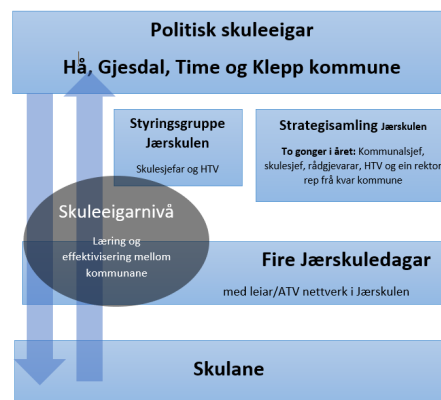 Politisk skuleeigar
Hå, Gjesdal, Time og Klepp kommune
Styringsgruppe
Jærskulen
Skulesjefar og HTV
Strategisamling Jærskulen
To gonger i året: Kommunalsjef,
skulesjef, rådgjevarar, HTV og ein rektor
rep frå kvar kommune
Skuleeigarnivå
Læring og
effektivisering mellom
kommunane
Fire Jærskuledagar
med leiar/ATV nettverk i Jærskulen
Skulane